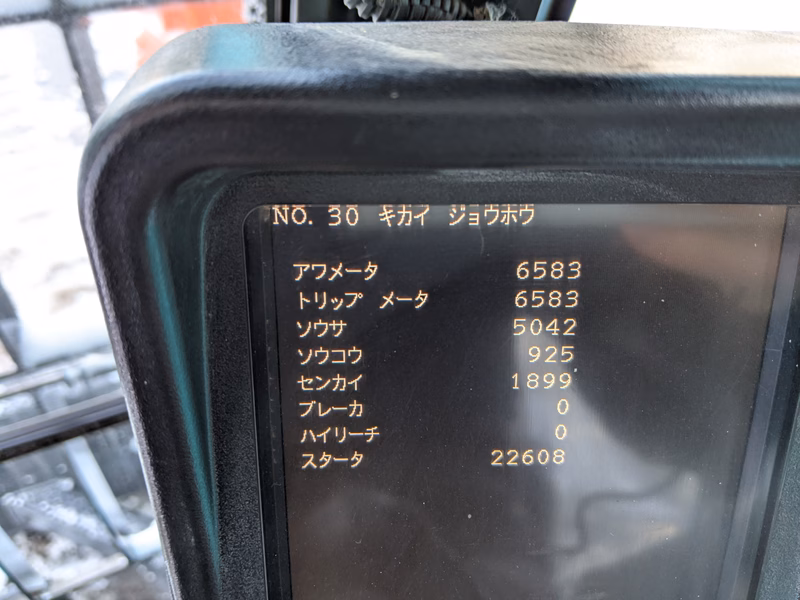 NO. 30 キカイ ジョウホウ
アワメータ 6583
トリップ メータ 6583
ソウサ 5042
ソウコウ 925
センカイ 1899
ブレーカ 0
ハイリーチ 0
スタータ 22608